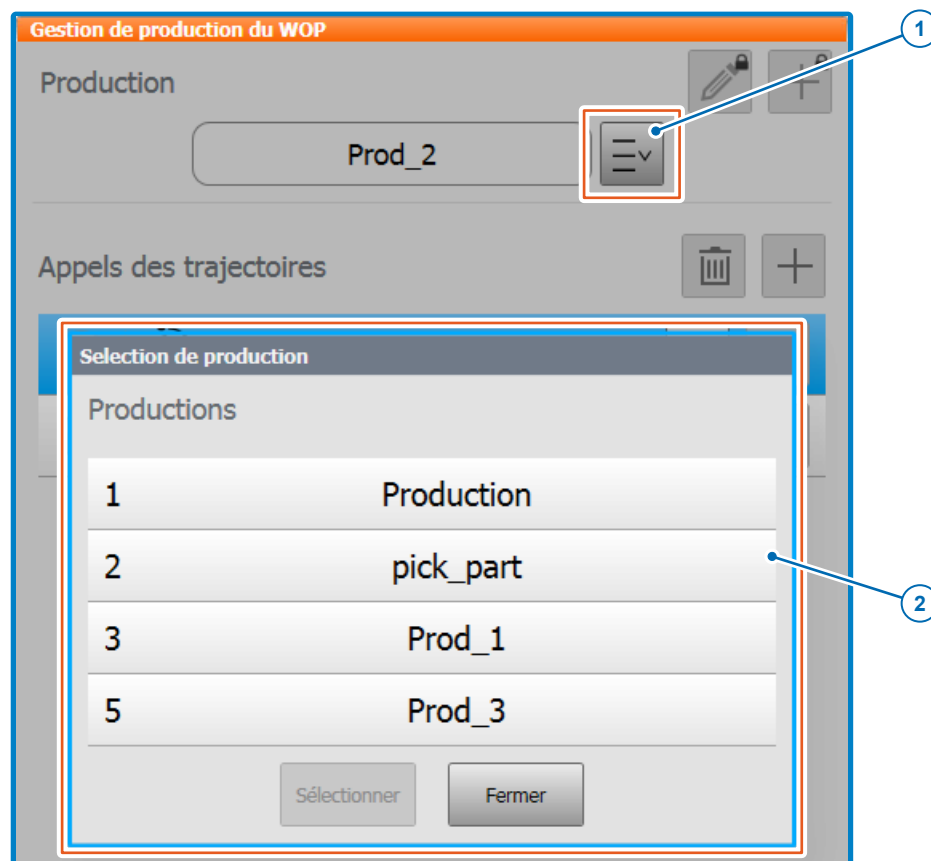 Gestion de production du WOP
1
Production
Prod_2
Appels des trajectoires
Selection de production
Productions
1 Production
2 pick_part
3 Prod_1
5 Prod_3
2
Sélectionner Fermer